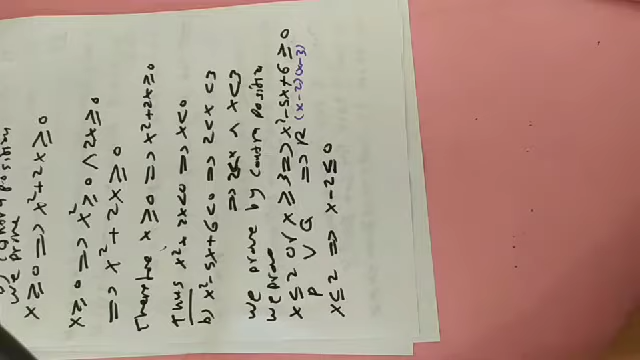 we prove
x ≥ 0 => x² + 2x ≥ 0
x ≥ 0 => x² ≥ 0 ∧ 2x ≥ 0
=> x² + 2x ≥ 0
Therefore x ≥ 0 => x² + 2x ≥ 0
Thus x² + 2x < 0 => x < 0
b) x² - 5x + 6 < 0 => 2 < x < 3
=> 2 < x ∧ x < 3
we prove by contra position
we prove
x ≤ 2 or x ≥ 3 => x² - 5x + 6 ≥ 0
P ∨ Q => R (x-2)(x-3)
x ≤ 2 => x - 2 ≤ 0